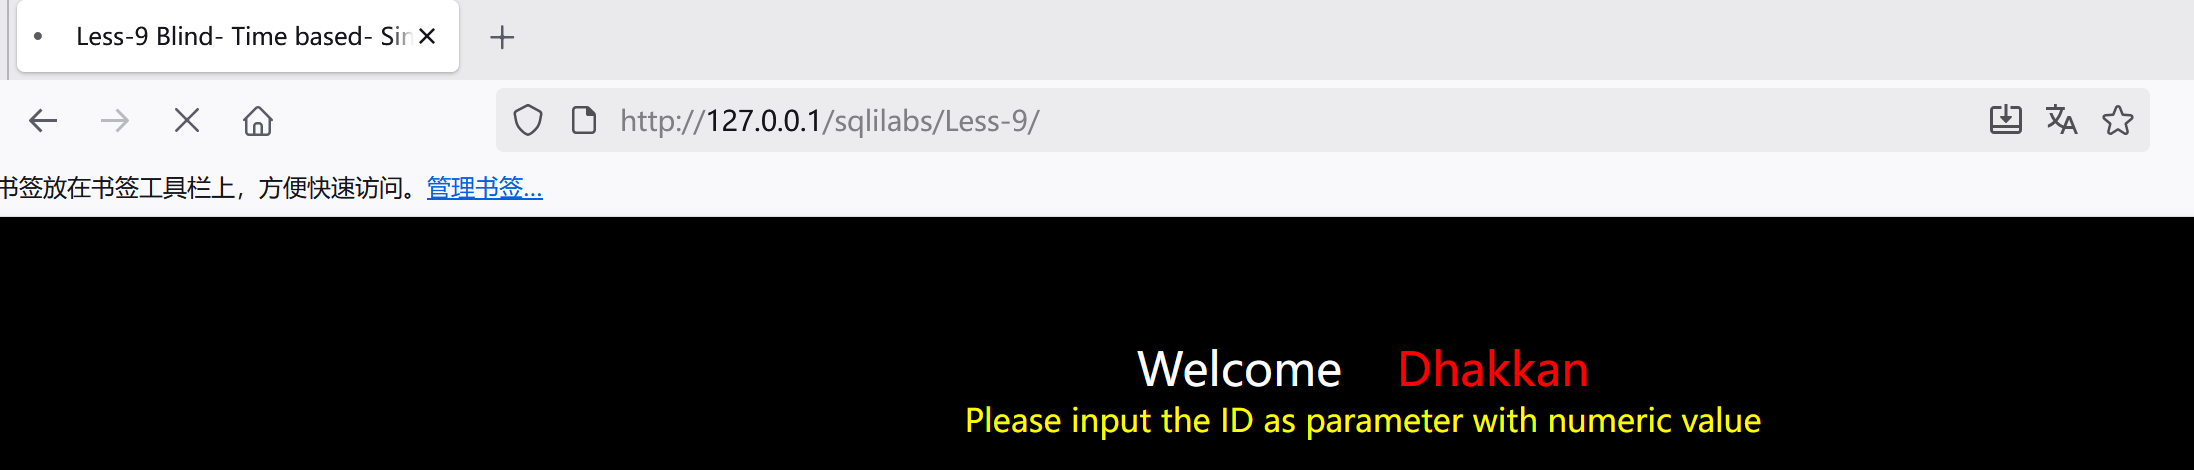 Less-9 Blind- Time based- Sin
http://127.0.0.1/sqlilabs/Less-9/
书签放在书签工具栏上，方便快速访问。管理书签...
Welcome Dhakkan
Please input the ID as parameter with numeric value